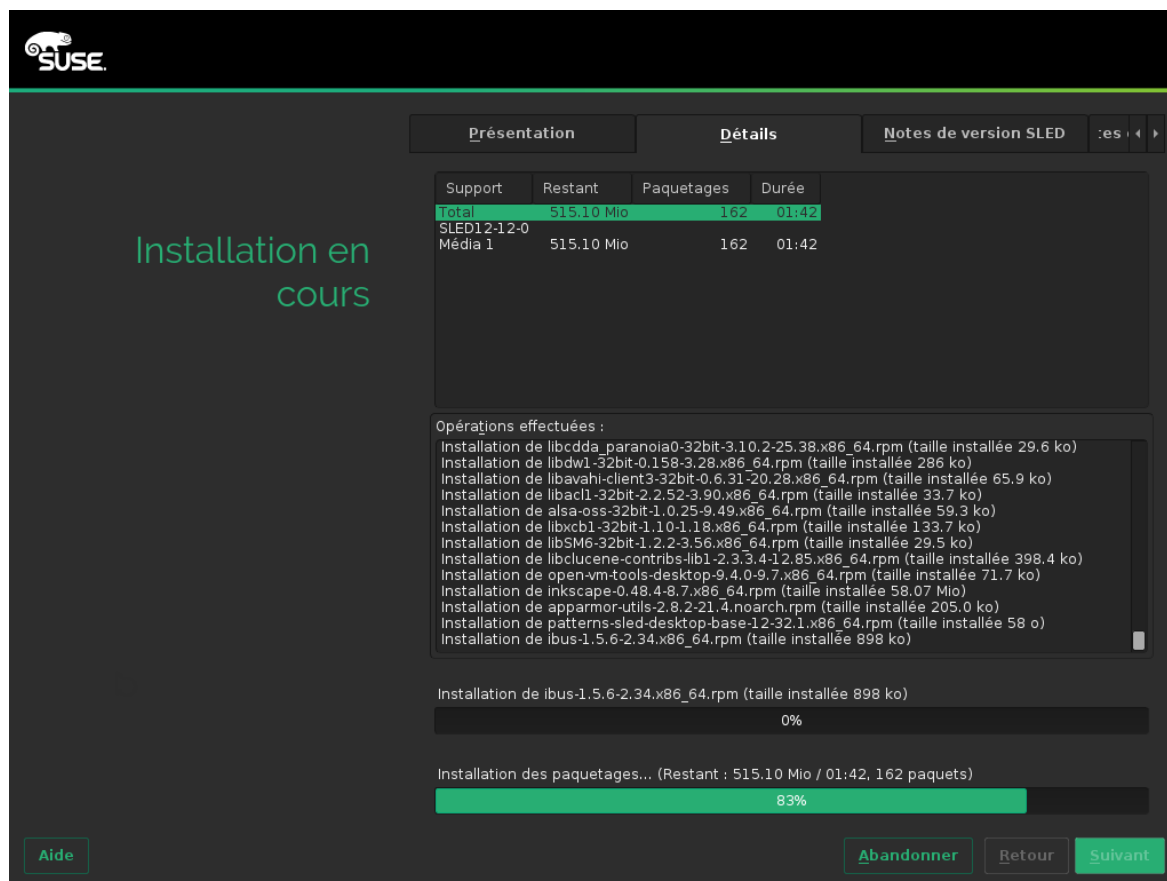 SUSE.
Présentation Détails Notes de version SLED
Installation en
cours
Support Restant Paquetages Durée
Total 515.10 Mio 162 01:42
SLED12-12-0
Média 1 515.10 Mio 162 01:42
Opérations effectuées :
Installation de libcdda_paranoia0-32bit-3.10.2-25.38.x86_64.rpm (taille installée 29.6 ko)
Installation de libdw1-32bit-0.158-3.28.x86_64.rpm (taille installée 286 ko)
Installation de libavahi-client3-32bit-0.6.31-20.28.x86_64.rpm (taille installée 65.9 ko)
Installation de libacl1-32bit-2.2.52-3.90.x86_64.rpm (taille installée 33.7 ko)
Installation de alsa-oss-32bit-1.0.25-9.49.x86_64.rpm (taille installée 59.3 ko)
Installation de libxcb1-32bit-1.10-1.18.x86_64.rpm (taille installée 133.7 ko)
Installation de libSM6-32bit-1.2.2-3.56.x86_64.rpm (taille installée 29.5 ko)
Installation de libclucene-contribs-lib1-2.3.3.4-12.85.x86_64.rpm (taille installée 398.4 ko)
Installation de open-vm-tools-desktop-9.4.0-9.7.x86_64.rpm (taille installée 71.7 ko)
Installation de inkscape-0.48.4-8.7.x86_64.rpm (taille installée 58.07 Mio)
Installation de apparmor-utils-2.8.2-21.4.noarch.rpm (taille installée 205.0 ko)
Installation de patterns-sled-desktop-base-12-32.1.x86_64.rpm (taille installée 58 o)
Installation de ibus-1.5.6-2.34.x86_64.rpm (taille installée 898 ko)
Installation de ibus-1.5.6-2.34.x86_64.rpm (taille installée 898 ko)
0%
Installation des paquetages... (Restant : 515.10 Mio / 01:42, 162 paquets)
83%
Aide Abandonner Retour Suivant